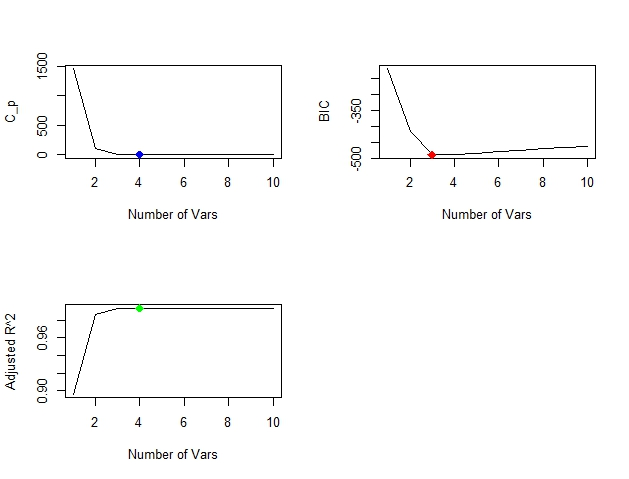 C_p
1500
500
0
2 4 6 8 10
Number of Vars
BIC
-350
-500
2 4 6 8 10
Number of Vars
Adjusted R^2
0.96
0.90
2 4 6 8 10
Number of Vars